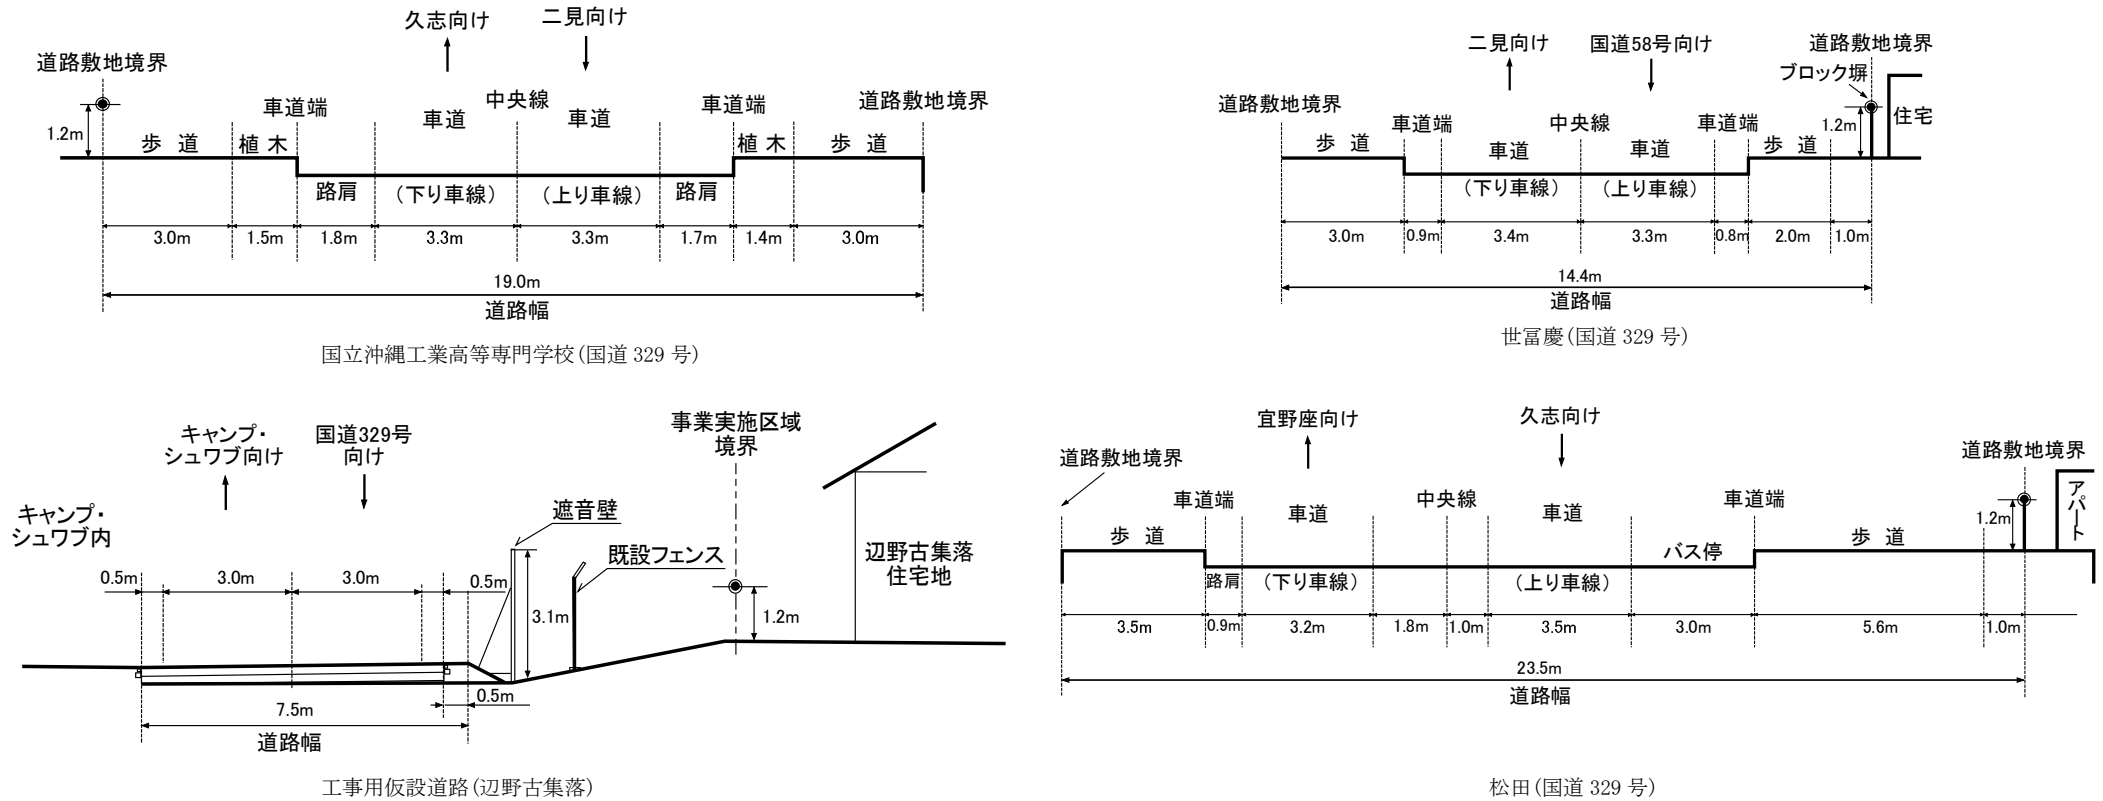 久志向け 二見向け
道路敷地境界
車道端 車道 中央線 車道 車道端 道路敷地境界
1.2m
歩 道 植 木 植 木 歩 道
路肩 (下り車線) (上り車線) 路肩
3.0m 1.5m 1.8m 3.3m 3.3m 1.7m 1.4m 3.0m
19.0m
道路幅
国立沖縄工業高等専門学校(国道 329 号)
二見向け 国道58号向け 道路敷地境界
ブロック塀
道路敷地境界
車道端 中央線 車道端 1.2m 住宅
歩 道 車道 車道 歩 道
(下り車線) (上り車線)
3.0m 0.9m 3.4m 3.3m 0.8m 2.0m 1.0m
14.4m
道路幅
世冨慶(国道 329 号)
事業実施区域
境界
キャンプ・
シュワブ向け
国道329号
向け
キャンプ・
シュワブ内
遮音壁
既設フェンス
辺野古集落
住宅地
0.5m 3.0m 3.0m 0.5m
3.1m 1.2m
0.5m
7.5m
道路幅
工事用仮設道路(辺野古集落)
宜野座向け 久志向け
道路敷地境界 道路敷地境界
車道端 車道 中央線 車道 車道端
アパート
1.2m
歩 道 バス停 歩 道
路肩 (下り車線) (上り車線)
3.5m 0.9m 3.2m 1.8m 1.0m 3.5m 3.0m 5.6m 1.0m
23.5m
道路幅
松田(国道 329 号)